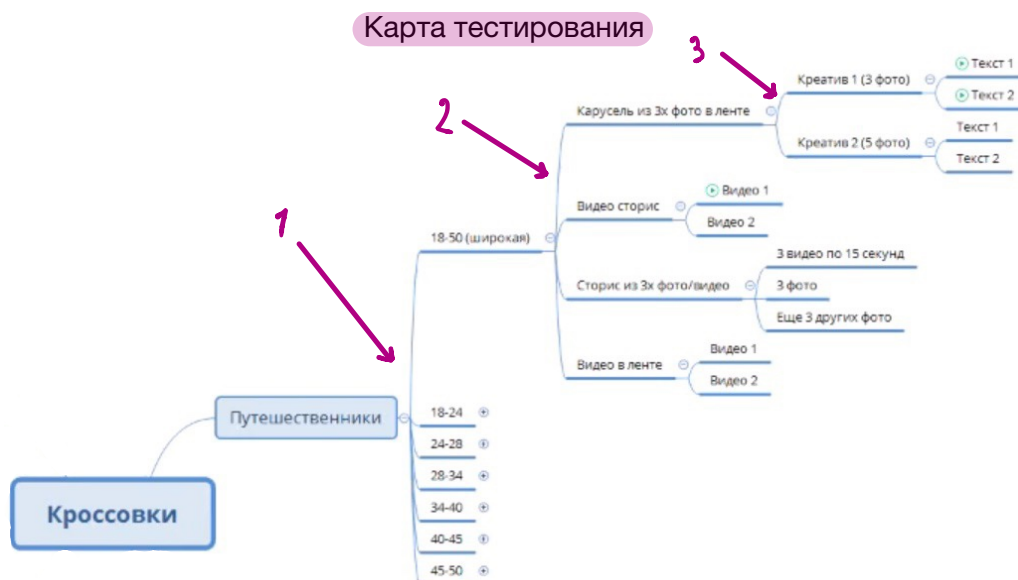 Карта тестирования
3
Текст 1
Креатив 1 (3 фото)
Текст 2
2
Карусель из 3х фото в ленте
Текст 1
Креатив 2 (5 фото)
Текст 2
Видео 1
Видео сторис
Видео 2
1
18-50 (широкая)
3 видео по 15 секунд
Сторис из 3х фото/видео
3 фото
Еще 3 других фото
Видео 1
Видео в ленте
Видео 2
Путешественники
18-24
24-28
28-34
34-40
40-45
45-50
Кроссовки